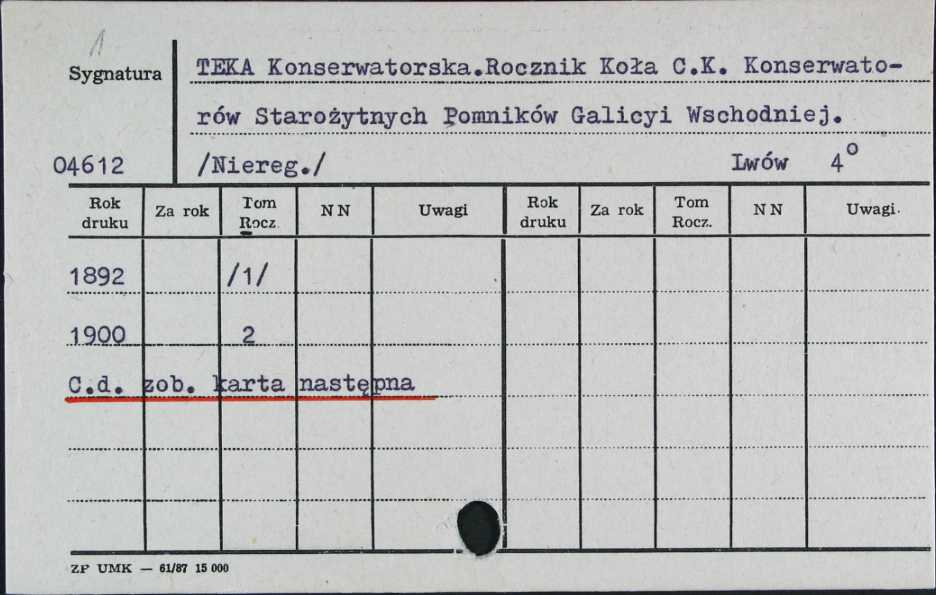 1
Sygnatura
TEKA Konserwatorska.Rocznik Koła C.K. Konserwato-
rów Starożytnych Pomników Galicyi Wschodniej.
04612 /Niereg./ Lwów 4°
Rok druku Za rok Tom Rocz. NN Uwagi Rok druku Za rok Tom Rocz. NN Uwagi.
1892 /1/
1900 2
C.d. zob. karta następna
ZP UMK — 61/87 15 000